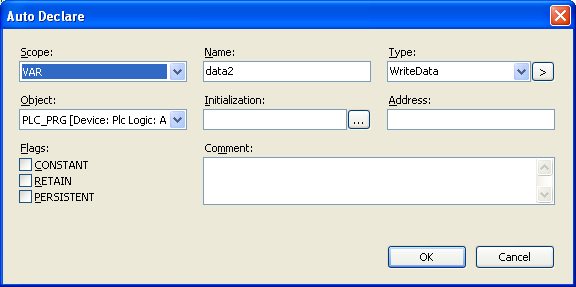 Auto Declare
Scope: Name: Type:
VAR data2 WriteData >
Object: Initialization: Address:
PLC_PRG [Device: Plc Logic: A ...
Flags: Comment:
CONSTANT
RETAIN
PERSISTENT
OK Cancel